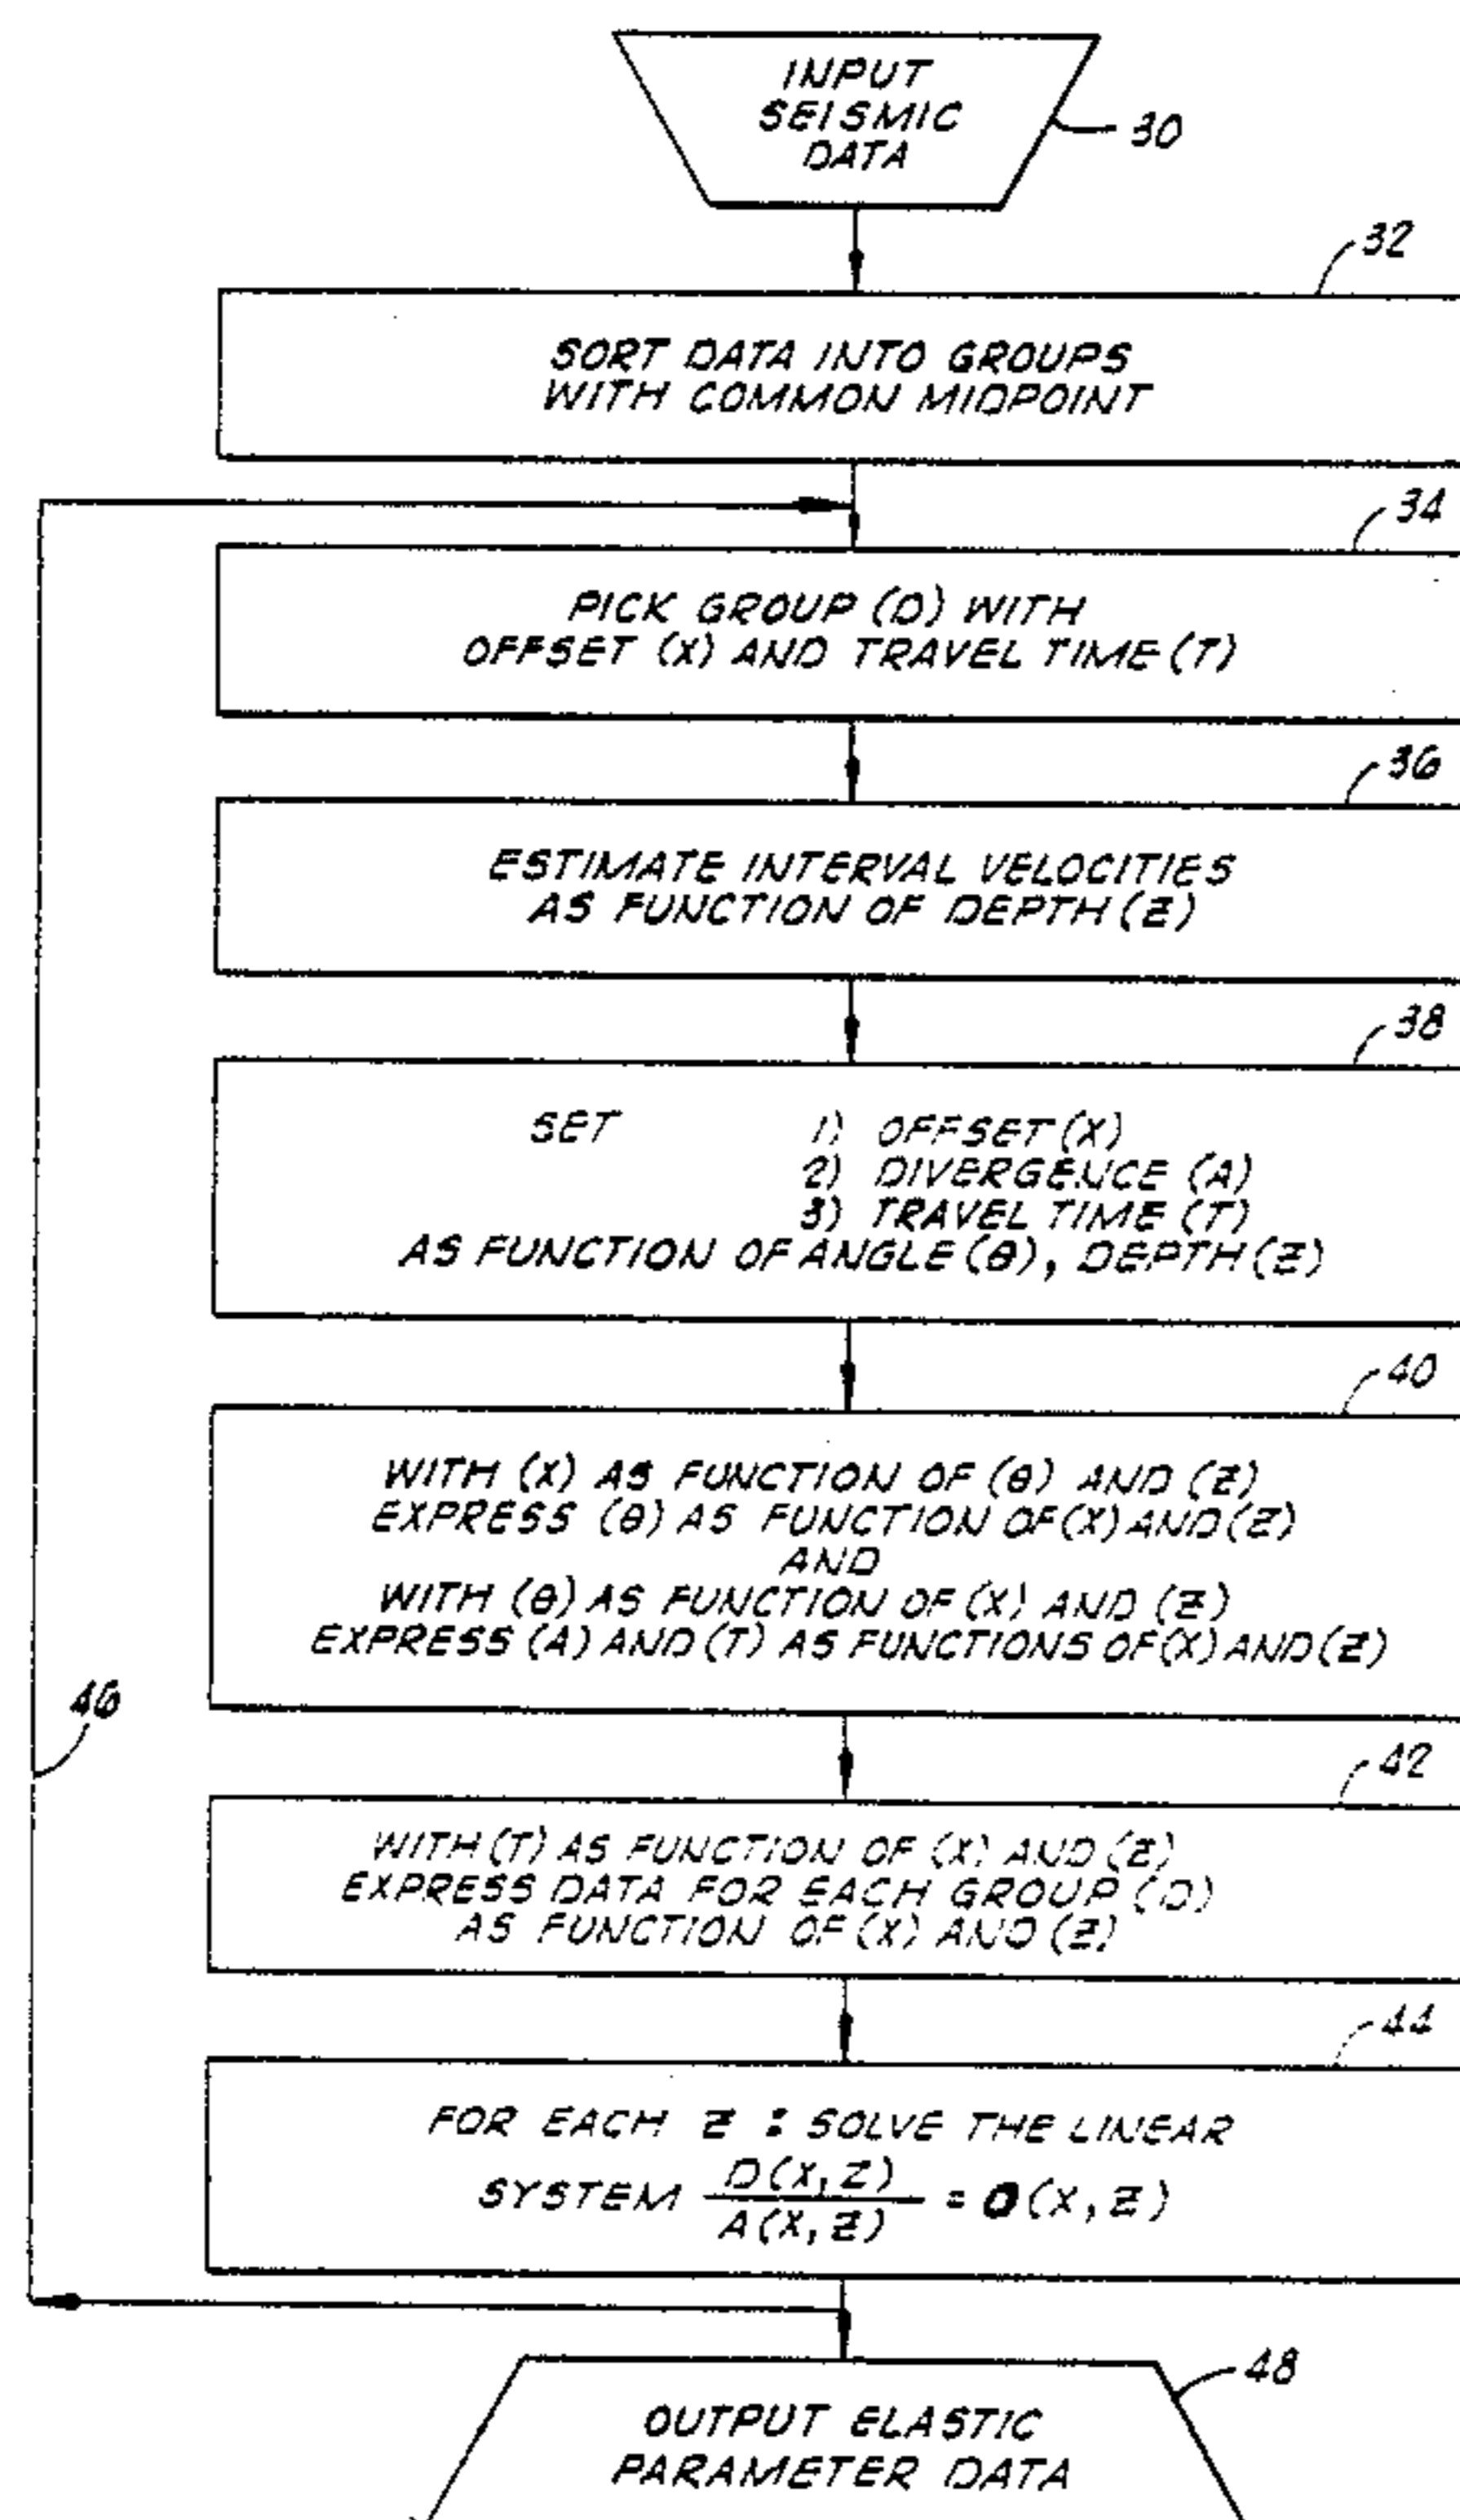 INPUT
SEISMIC
DATA
30
32
SORT DATA INTO GROUPS
WITH COMMON MIDPOINT
34
PICK GROUP (D) WITH
OFFSET (X) AND TRAVEL TIME (T)
36
ESTIMATE INTERVAL VELOCITIES
AS FUNCTION OF DEPTH (Z)
38
SET 1) OFFSET (X)
2) DIVERGENCE (A)
3) TRAVEL TIME (T)
AS FUNCTION OF ANGLE (θ), DEPTH (Z)
40
WITH (X) AS FUNCTION OF (θ) AND (Z)
EXPRESS (θ) AS FUNCTION OF (X) AND (Z)
AND
WITH (θ) AS FUNCTION OF (X) AND (Z)
EXPRESS (A) AND (T) AS FUNCTIONS OF (X) AND (Z)
46
42
WITH (T) AS FUNCTION OF (X) AND (Z)
EXPRESS DATA FOR EACH GROUP (D)
AS FUNCTION OF (X) AND (Z)
44
FOR EACH Z : SOLVE THE LINEAR
SYSTEM D(X,Z) / A(X,Z) = O(X,Z)
48
OUTPUT ELASTIC
PARAMETER DATA